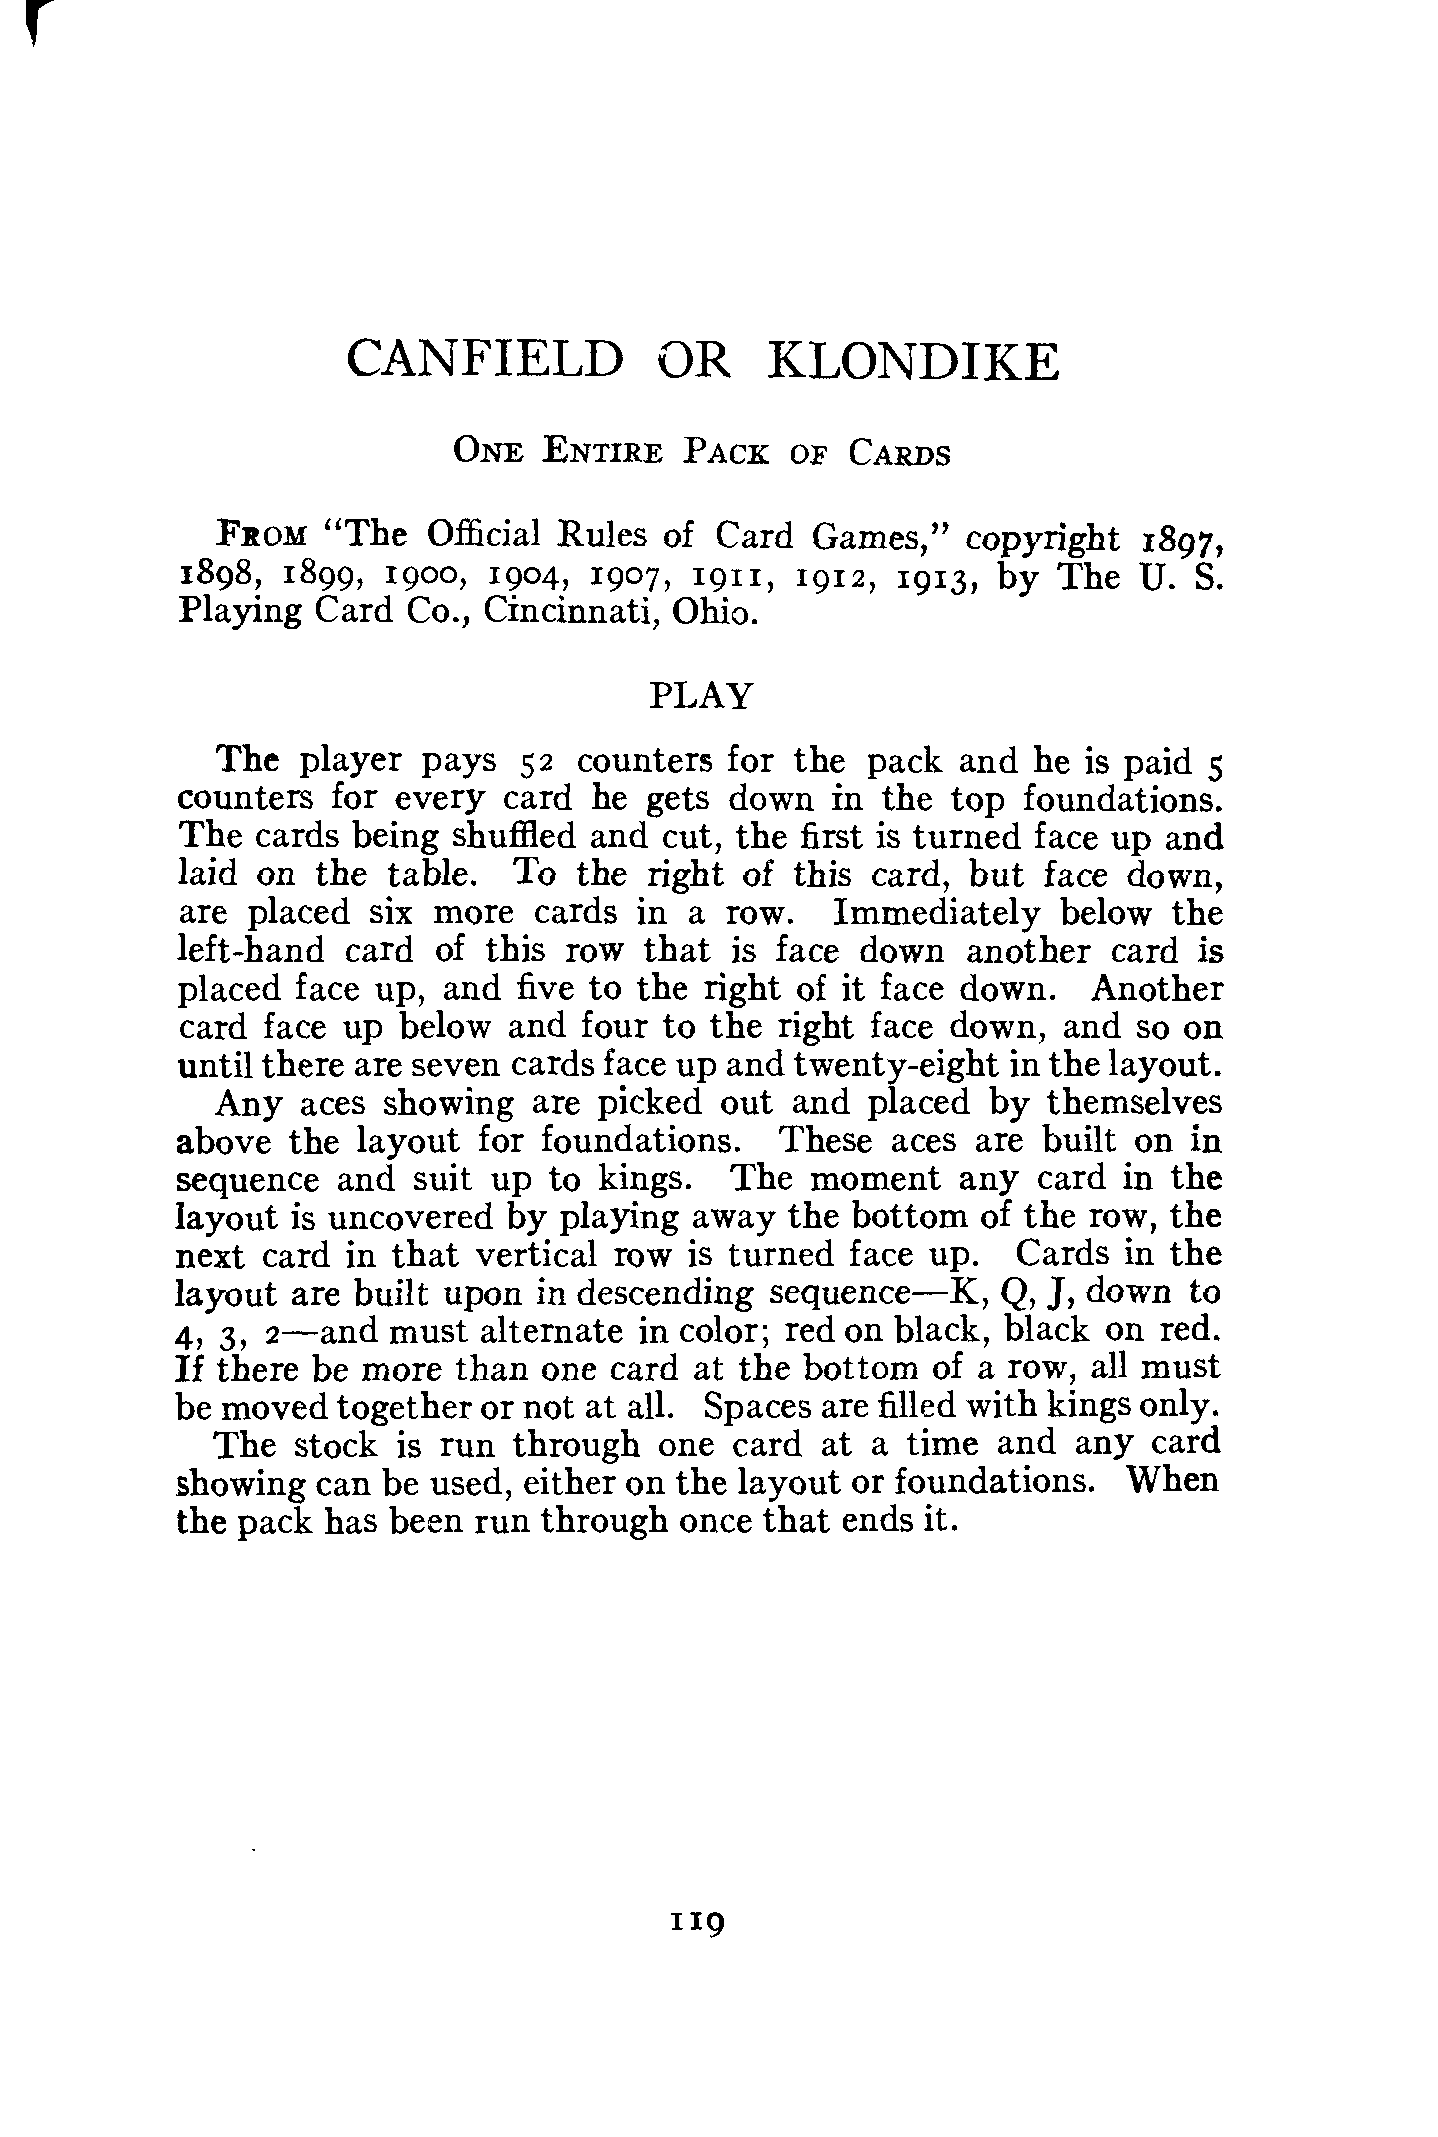 CANFIELD OR KLONDIKE
One Entire Pack of Cards
From "The Official Rules of Card Games," copyright 1897,
1898, 1899, 1900, 1904, 1907, 1911, 1912, 1913, by The U. S.
Playing Card Co., Cincinnati, Ohio.
PLAY
The player pays 52 counters for the pack and he is paid 5
counters for every card he gets down in the top foundations.
The cards being shuffled and cut, the first is turned face up and
laid on the table. To the right of this card, but face down,
are placed six more cards in a row. Immediately below the
left-hand card of this row that is face down another card is
placed face up, and five to the right of it face down. Another
card face up below and four to the right face down, and so on
until there are seven cards face up and twenty-eight in the layout.
Any aces showing are picked out and placed by themselves
above the layout for foundations. These aces are built on in
sequence and suit up to kings. The moment any card in the
layout is uncovered by playing away the bottom of the row, the
next card in that vertical row is turned face up. Cards in the
layout are built upon in descending sequence—K, Q, J, down to
4, 3, 2—and must alternate in color; red on black, black on red.
If there be more than one card at the bottom of a row, all must
be moved together or not at all. Spaces are filled with kings only.
The stock is run through one card at a time and any card
showing can be used, either on the layout or foundations. When
the pack has been run through once that ends it.
119